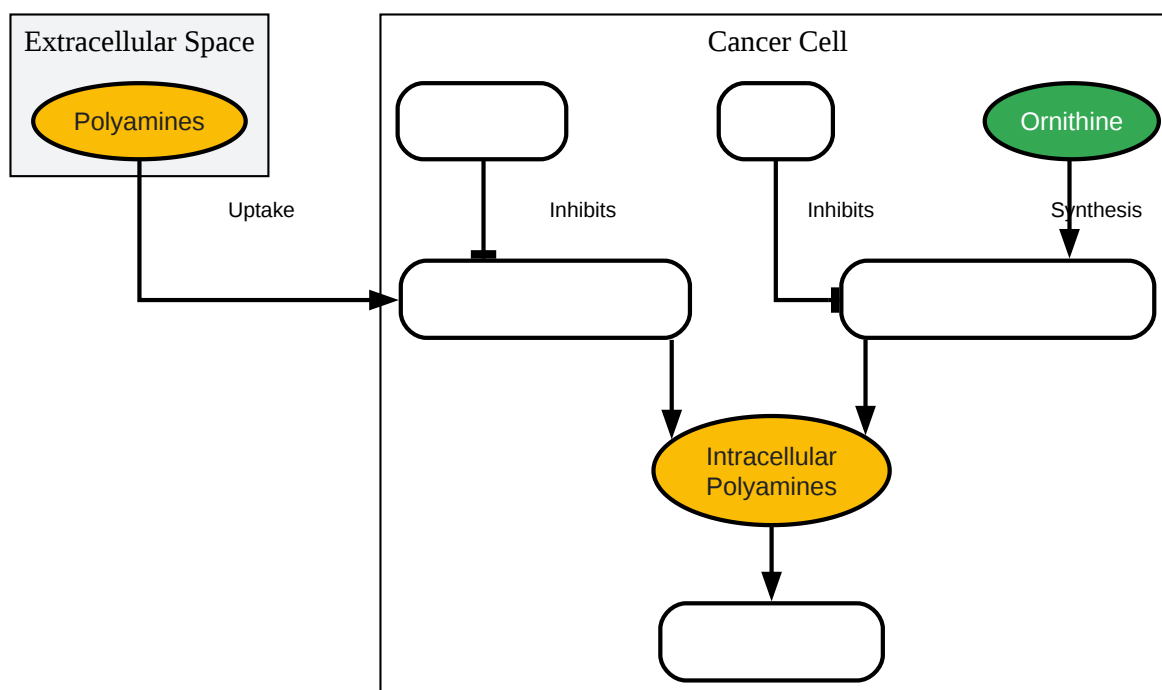 Extracellular Space
Cancer Cell
Polyamines
Ornithine
Uptake
Inhibits
Inhibits
Synthesis
Intracellular
Polyamines